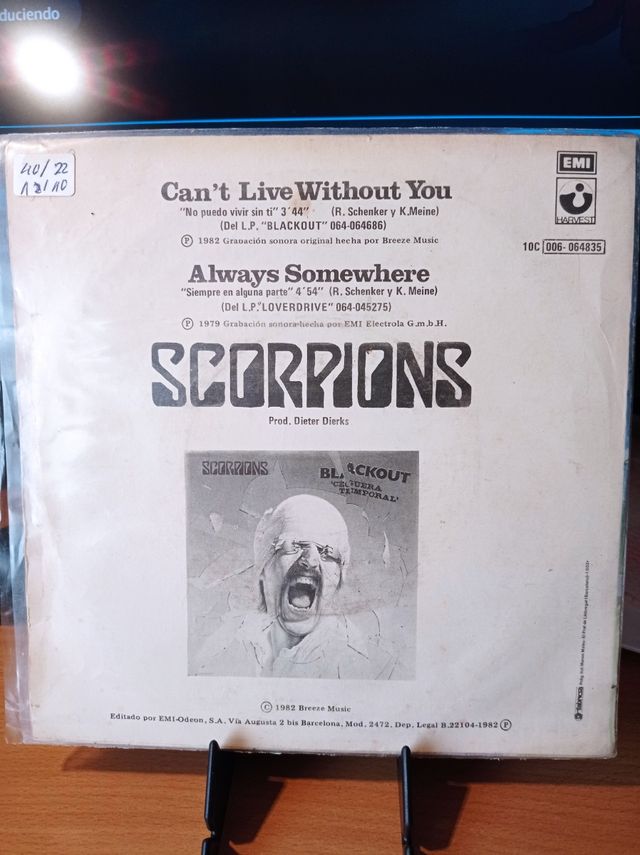 duciendo
40/22
12/10
EMI
HARVEST
Can't Live Without You
"No puedo vivir sin ti" 3'44" (R. Schenker y K. Meine)
(Del L.P. "BLACKOUT" 064-064686)
Ⓟ 1982 Grabación sonora original hecha por Breeze Music
10C 006-064835
Always Somewhere
"Siempre en alguna parte" 4'54" (R. Schenker y K. Meine)
(Del L.P. "LOVERDRIVE" 064-045275)
Ⓟ 1979 Grabación sonora hecha por EMI Electrola G.m.b.H.
SCORPIONS
Prod. Dieter Dierks
SCORPIONS
BLACKOUT
'CEGUERA
TEMPORAL'
© 1982 Breeze Music
Editado por EMI-Odeon, S.A. Vía Augusta 2 bis Barcelona, Mod. 2472. Dep. Legal B.22104-1982 Ⓟ